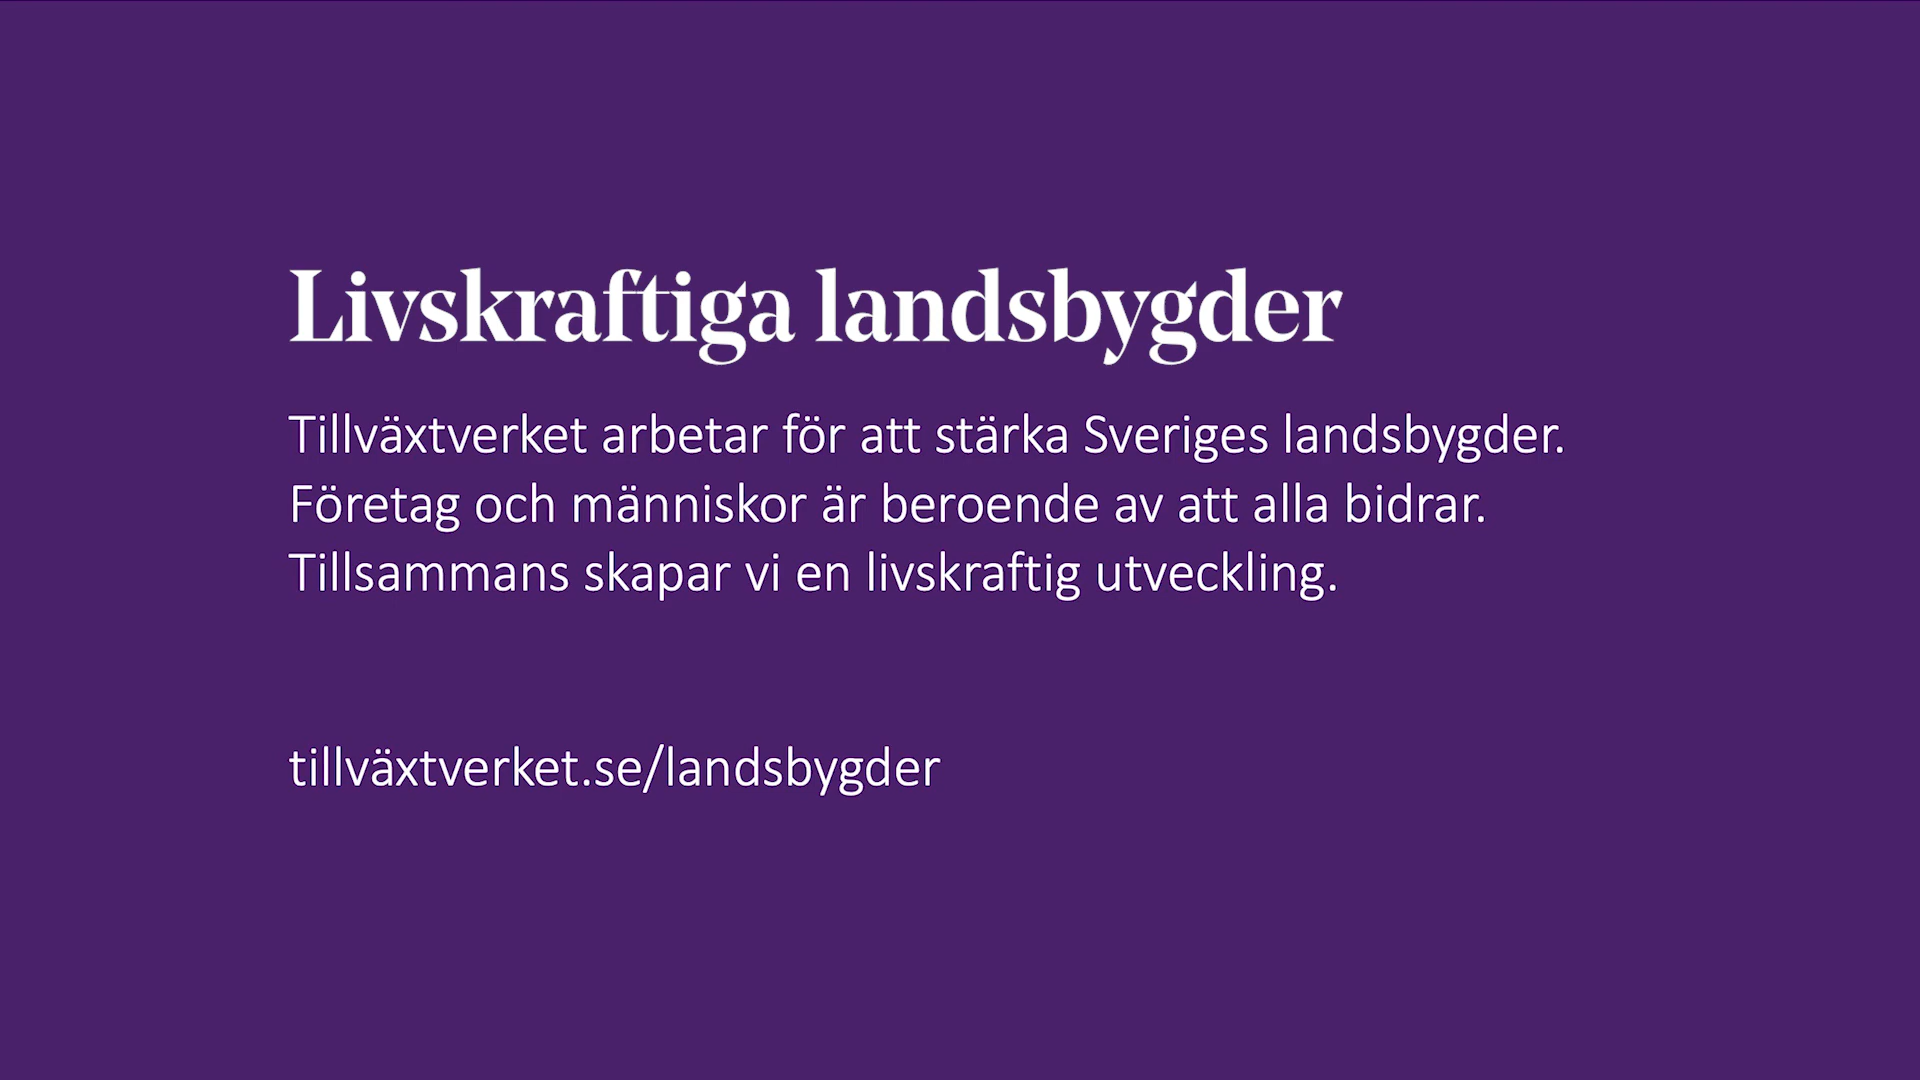 Livskraftiga landsbygder
Tillväxtverket arbetar för att stärka Sveriges landsbygder.
Företag och människor är beroende av att alla bidrar.
Tillsammans skapar vi en livskraftig utveckling.
tillväxtverket.se/landsbygder